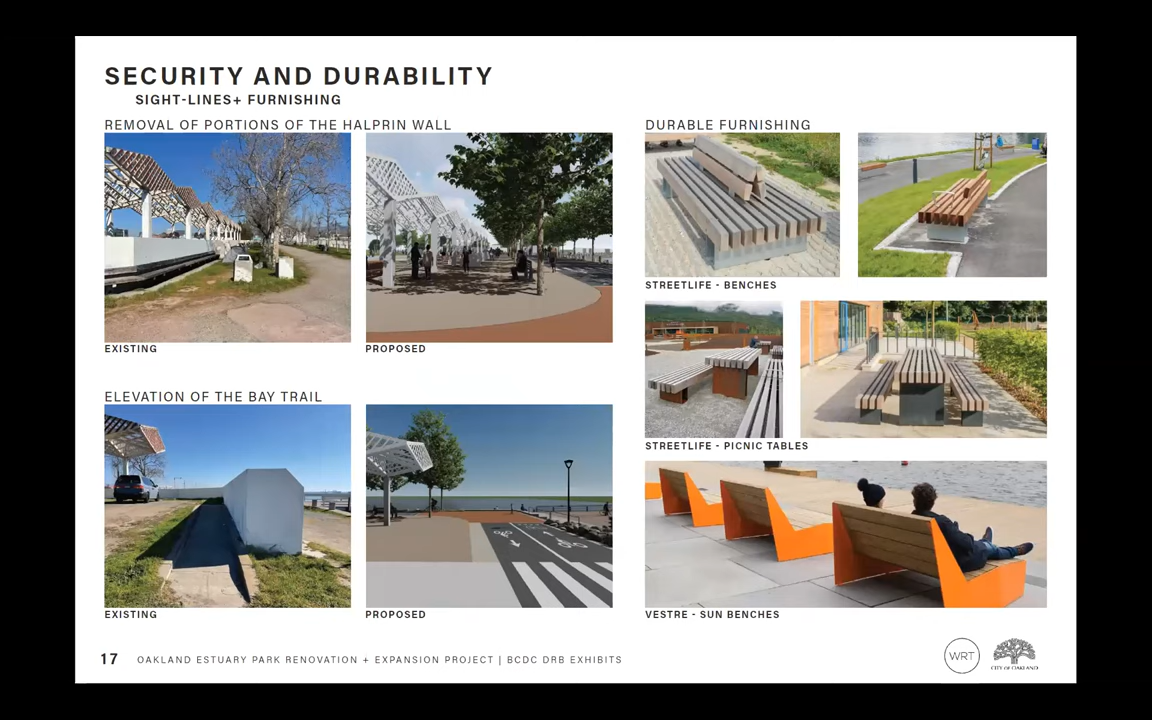 SECURITY AND DURABILITY
SIGHT-LINES+ FURNISHING
REMOVAL OF PORTIONS OF THE HALPRIN WALL
EXISTING
PROPOSED
ELEVATION OF THE BAY TRAIL
EXISTING
PROPOSED
DURABLE FURNISHING
STREETLIFE - BENCHES
STREETLIFE - PICNIC TABLES
VESTRE - SUN BENCHES
17 OAKLAND ESTUARY PARK RENOVATION + EXPANSION PROJECT | BCDC DRB EXHIBITS
WRT
CITY OF OAKLAND